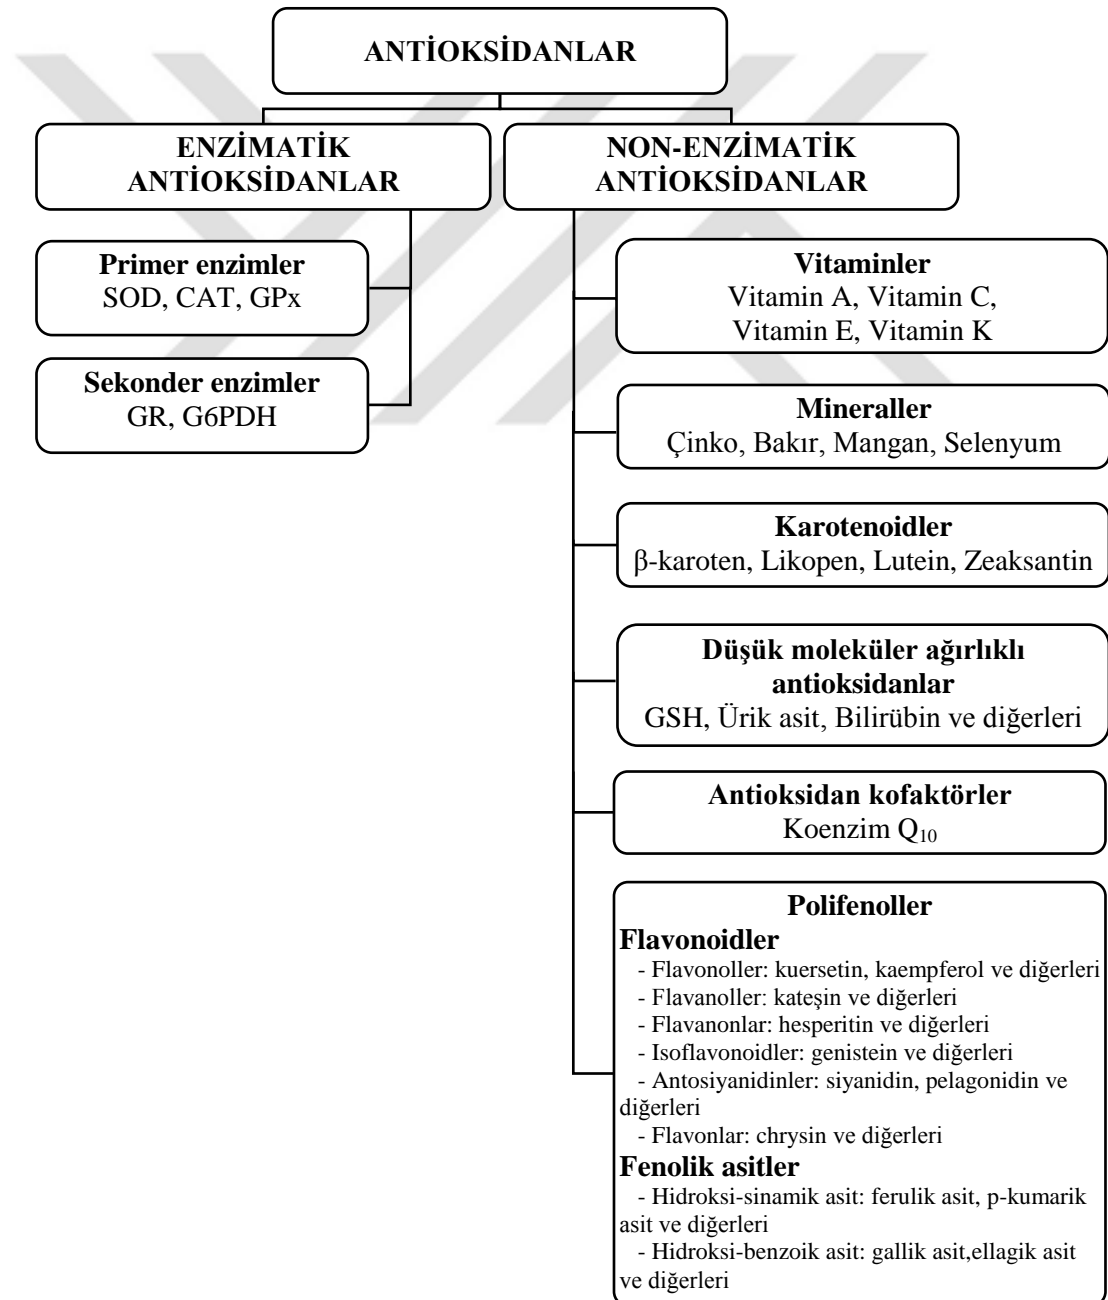 ANTİOKSİDANLAR
ENZİMATİK
ANTİOKSİDANLAR
NON-ENZİMATİK
ANTİOKSİDANLAR
Primer enzimler
SOD, CAT, GPx
Sekonder enzimler
GR, G6PDH
Vitaminler
Vitamin A, Vitamin C,
Vitamin E, Vitamin K
Mineraller
Çinko, Bakır, Mangan, Selenyum
Karotenoidler
β-karoten, Likopen, Lutein, Zeaksantin
Düşük moleküler ağırlıklı
antioksidanlar
GSH, Ürik asit, Bilirübin ve diğerleri
Antioksidan kofaktörler
Koenzim Q₁₀
Polifenoller
Flavonoidler
- Flavonoller: kuersetin, kaempferol ve diğerleri
- Flavanoller: kateşin ve diğerleri
- Flavanonlar: hesperitin ve diğerleri
- Isoflavonoidler: genistein ve diğerleri
- Antosiyanidinler: siyanidin, pelagonidin ve
diğerleri
- Flavonlar: chrysin ve diğerleri
Fenolik asitler
- Hidroksi-sinamik asit: ferulik asit, p-kumarik
asit ve diğerleri
- Hidroksi-benzoik asit: gallik asit,ellagik asit
ve diğerleri